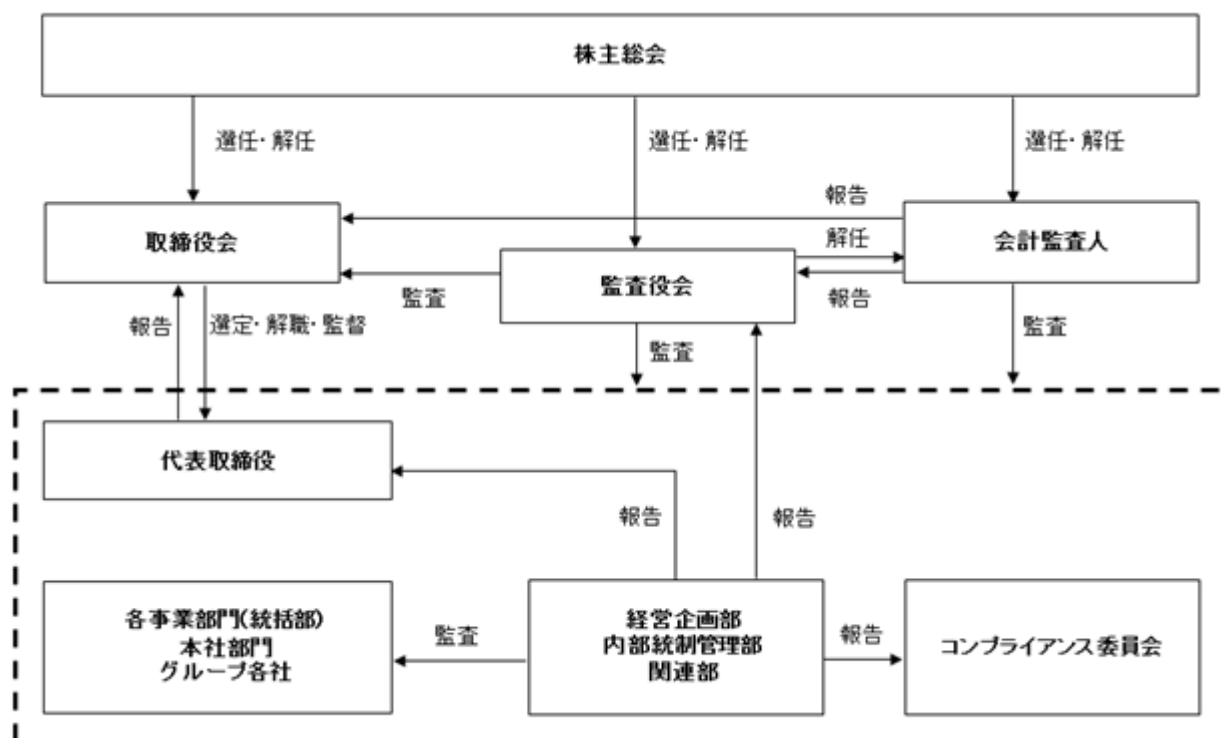 株主総会
選任・解任
選任・解任
選任・解任
報告
取締役会
会計監査人
解任
監査役会
監査
報告
報告
選定・解職・監督
監査
監査
代表取締役
報告
報告
各事業部門(統括部)
本社部門
グループ各社
監査
経営企画部
内部統制管理部
関連部
報告
コンプライアンス委員会